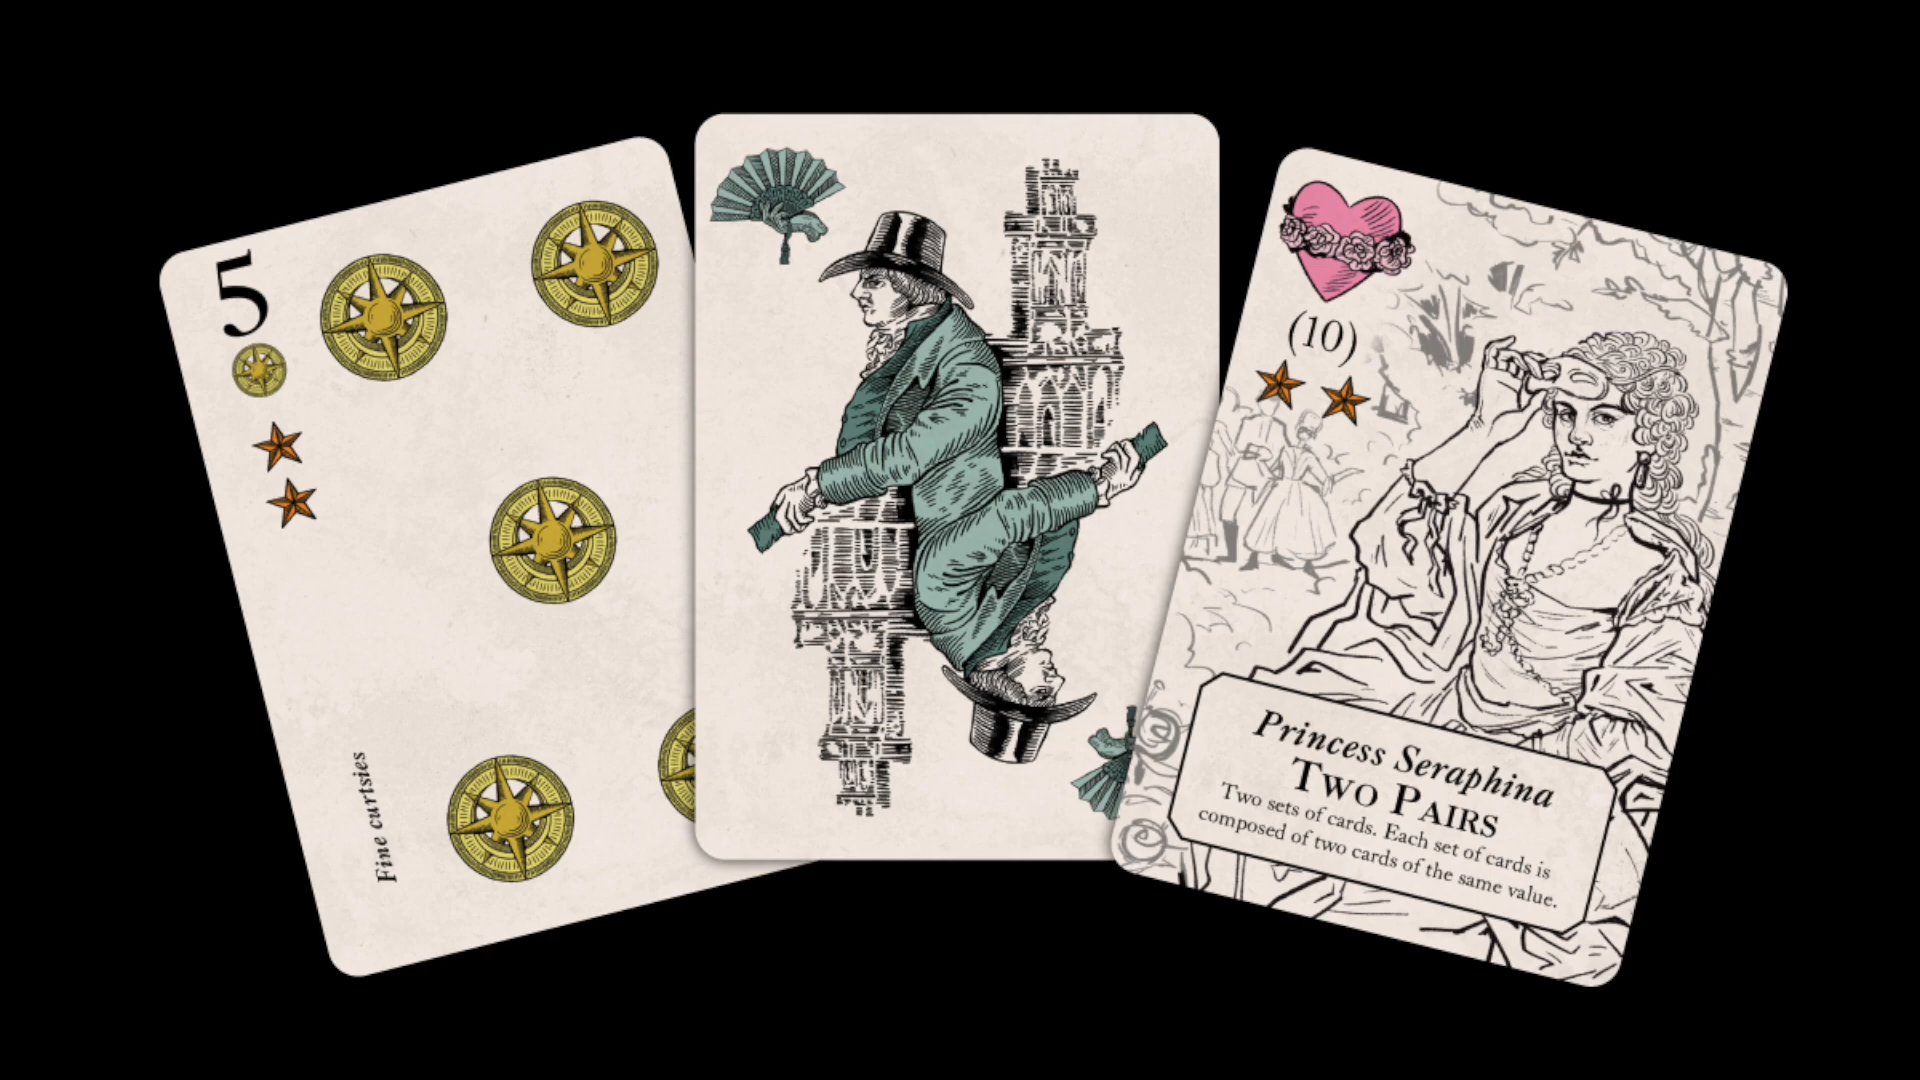 5
Fine curtsies
(10)
Princess Seraphina
Two Pairs
Two sets of cards. Each set of cards is
composed of two cards of the same value.